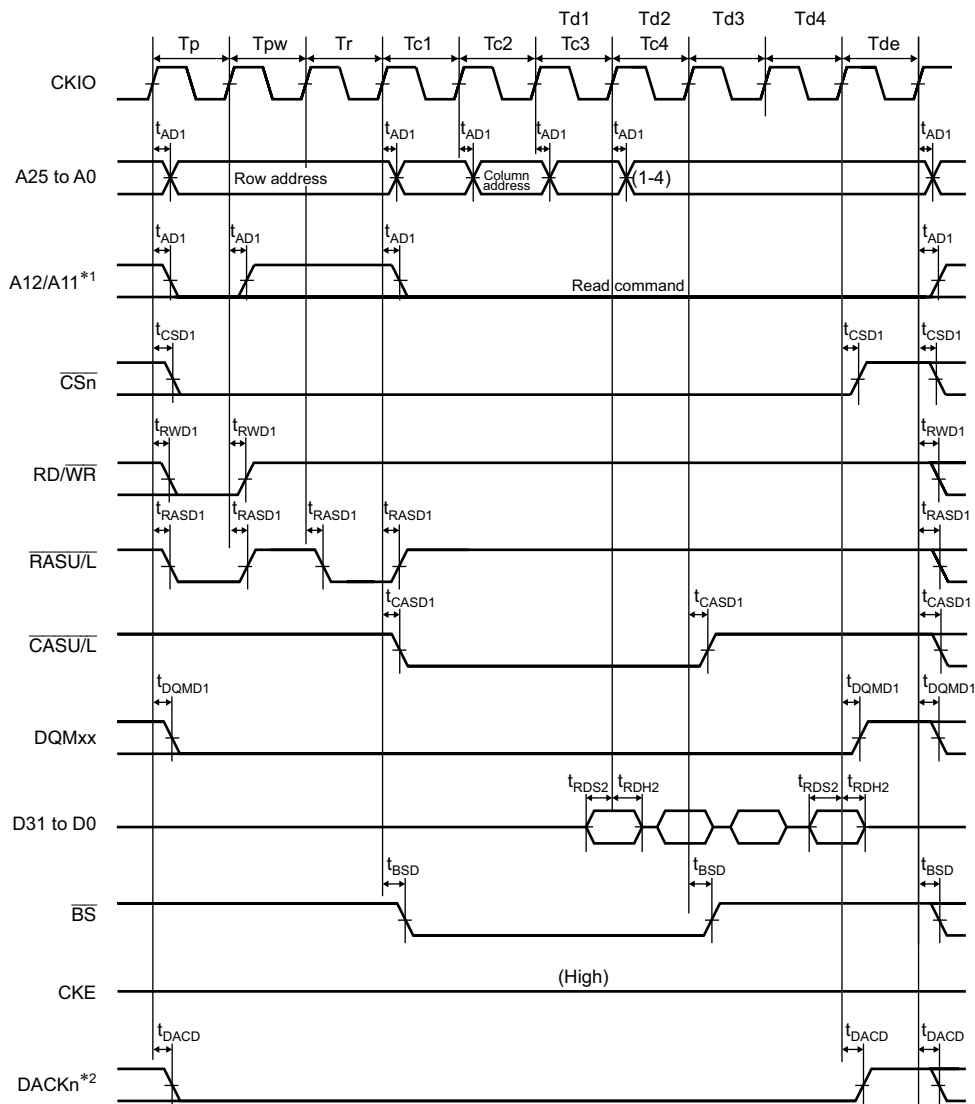 Td1 Td2 Td3 Td4
Tp Tpw Tr Tc1 Tc2 Tc3 Tc4 Tde
CKIO
tAD1 tAD1 tAD1 tAD1 tAD1 tAD1
A25 to A0 Row address Column address (1-4)
tAD1 tAD1 tAD1 tAD1
A12/A11*1 Read command
tCSD1 tCSD1 tCSD1
CSn
tRWD1 tRWD1 tRWD1
RD/WR
tRASD1 tRASD1 tRASD1 tRASD1 tRASD1
RASU/L
tCASD1 tCASD1 tCASD1
CASU/L
tDQMD1 tDQMD1 tDQMD1
DQMxx
tRDS2 tRDH2 tRDS2 tRDH2
D31 to D0
tBSD tBSD tBSD
BS
(High)
CKE
tDACD tDACD tDACD
DACKn*2